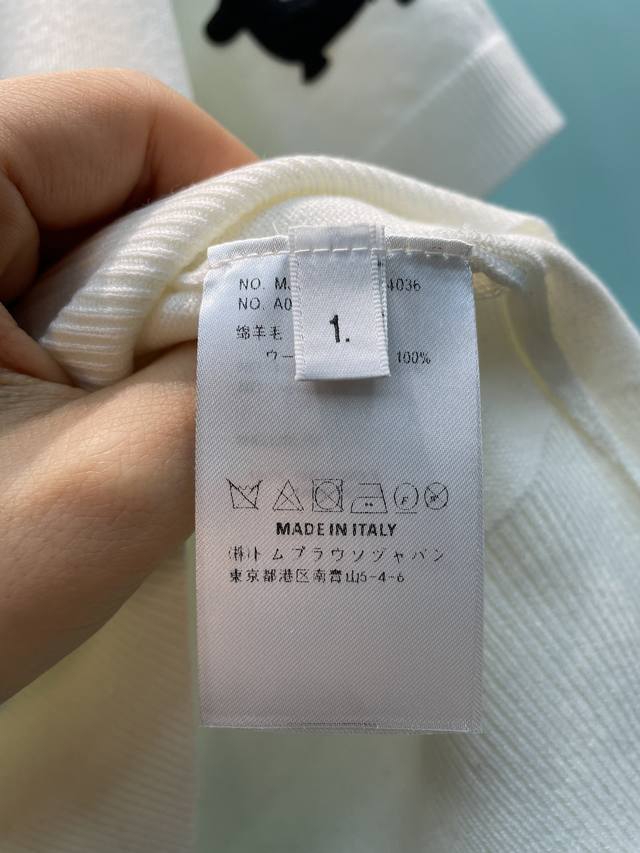 NO. M 4036
NO. A0
绵羊毛
ウー 100%
1.
MADE IN ITALY
(株)トムブラウンジャパン
東京都港区南青山5-4-6